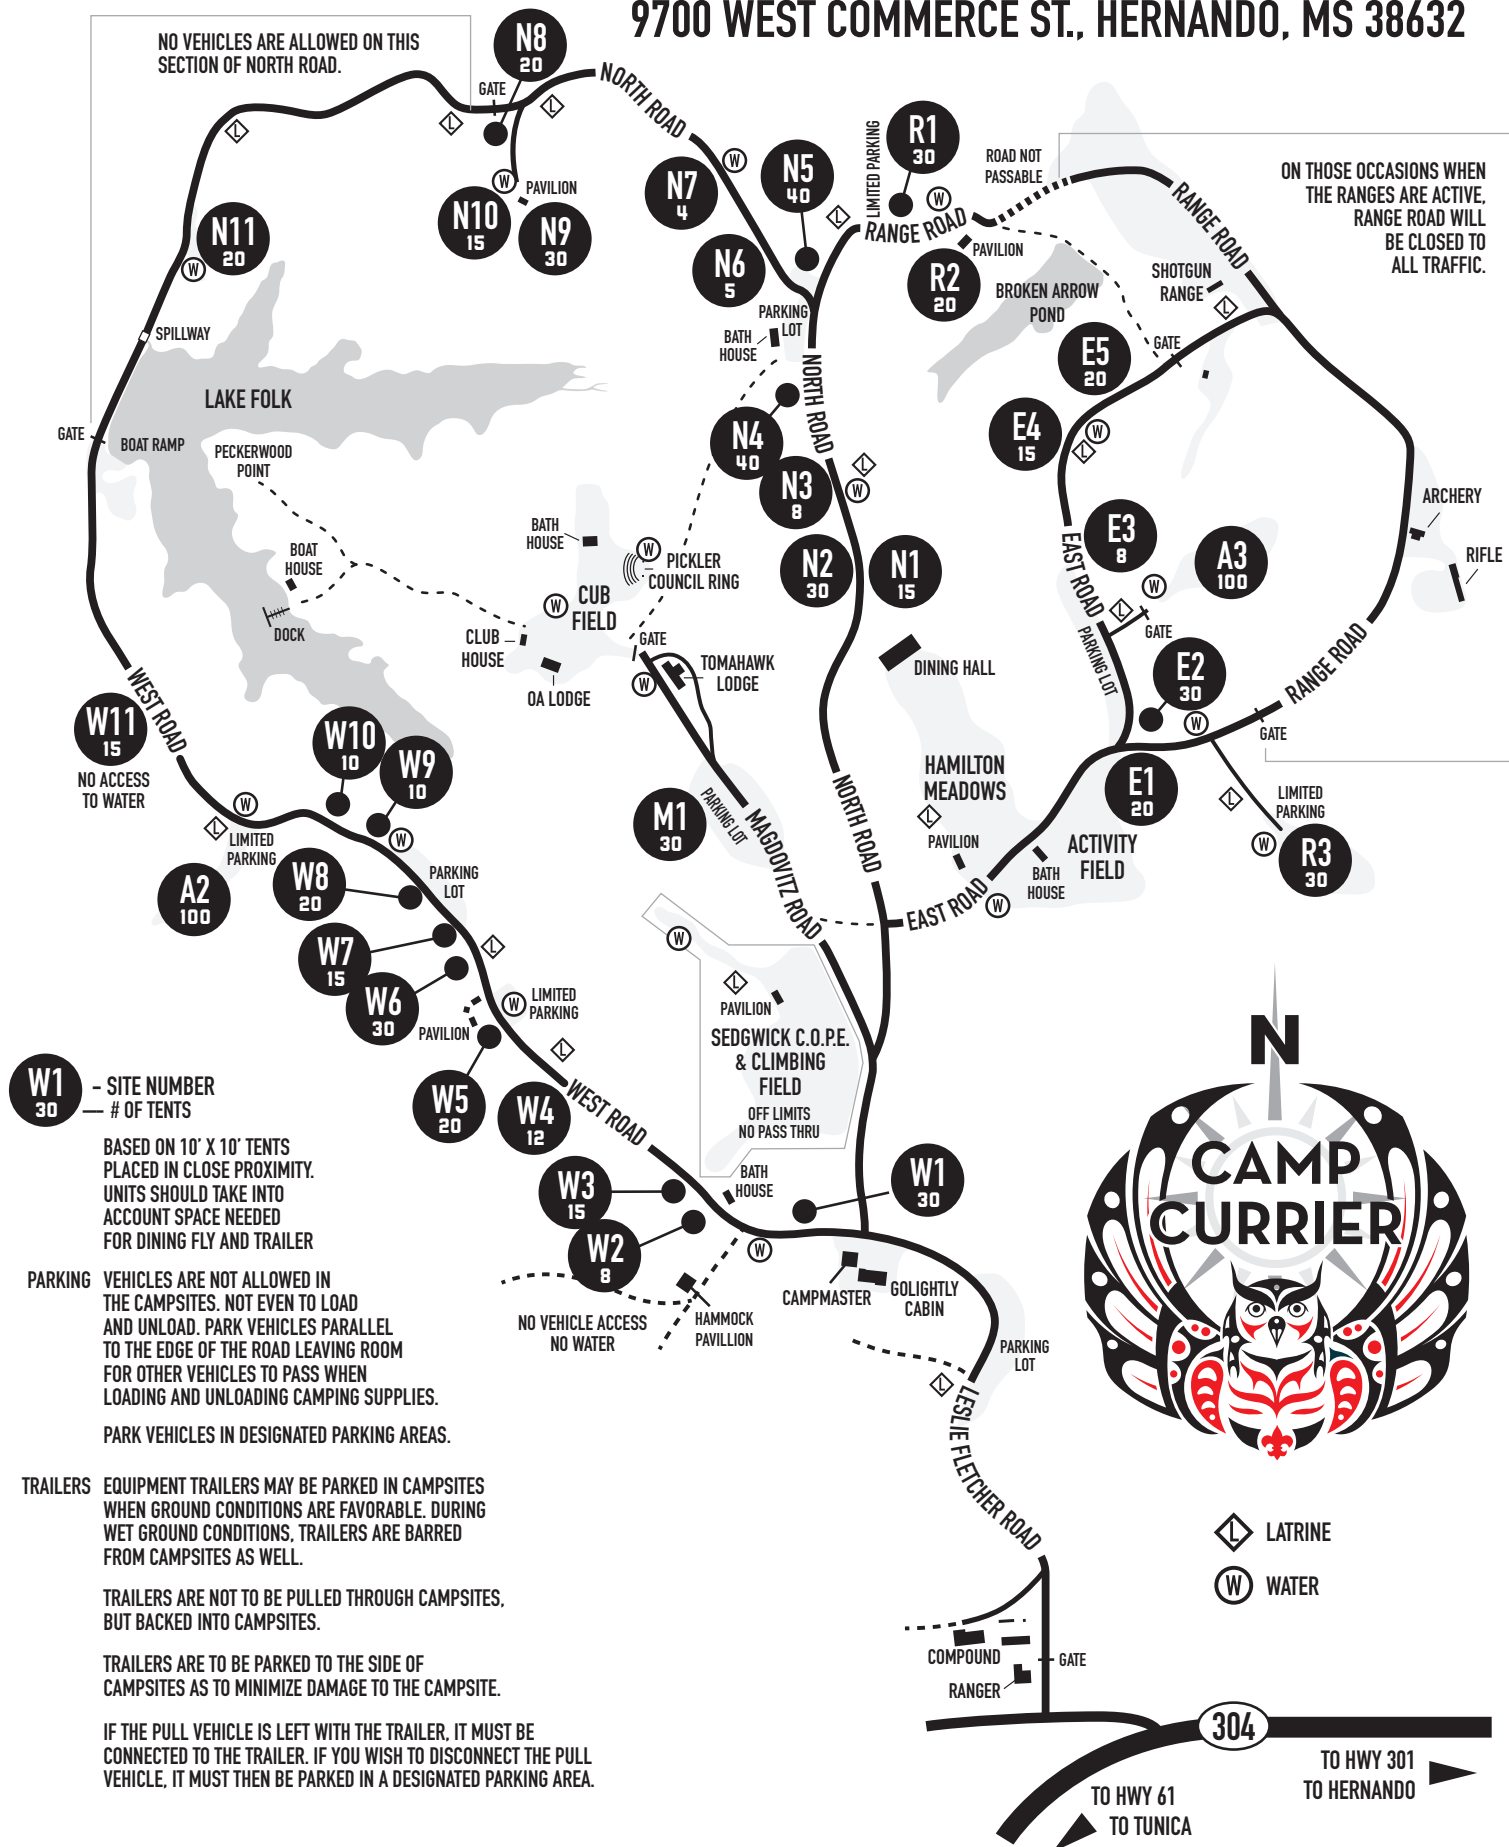 9700 WEST COMMERCE ST., HERNANDO, MS 38632
NO VEHICLES ARE ALLOWED ON THIS
SECTION OF NORTH ROAD.
N8
20
GATE
NORTH ROAD
W
L
L
L
W
PAVILION
N10
15
N9
30
N7
4
N6
5
N5
40
L
LIMITED PARKING
R1
30
W
RANGE ROAD
ROAD NOT
PASSABLE
PAVILION
R2
20
BROKEN ARROW
POND
RANGE ROAD
ON THOSE OCCASIONS WHEN
THE RANGES ARE ACTIVE,
RANGE ROAD WILL
BE CLOSED TO
ALL TRAFFIC.
SHOTGUN
RANGE
L
GATE
E5
20
E4
15
W
L
N11
20
W
SPILLWAY
LAKE FOLK
GATE
BOAT RAMP
PECKERWOOD
POINT
BOAT
HOUSE
DOCK
PARKING
LOT
BATH
HOUSE
NORTH ROAD
N4
40
N3
8
L
W
N2
30
N1
15
BATH
HOUSE
W
PICKLER
COUNCIL RING
CUB
FIELD
W
CLUB
HOUSE
OA LODGE
GATE
W
TOMAHAWK
LODGE
DINING HALL
EAST ROAD
E3
8
A3
100
W
L
GATE
PARKING LOT
E2
30
W
GATE
RANGE ROAD
ARCHERY
RIFLE
E1
20
L
LIMITED
PARKING
W
R3
30
HAMILTON
MEADOWS
L
PAVILION
BATH
HOUSE
ACTIVITY
FIELD
EAST ROAD
W
NORTH ROAD
M1
30
PARKING LOT
MAGDOVITZ ROAD
WEST ROAD
W11
15
NO ACCESS
TO WATER
W10
10
W9
10
W
L
LIMITED
PARKING
W
A2
100
W8
20
PARKING
LOT
W7
15
L
W6
30
PAVILION
W
LIMITED
PARKING
L
W5
20
W4
12
WEST ROAD
W
L
PAVILION
SEDGWICK C.O.P.E.
& CLIMBING
FIELD
OFF LIMITS
NO PASS THRU
W3
15
W2
8
BATH
HOUSE
W1
30
W
CAMPMASTER
GOLIGHTLY
CABIN
HAMMOCK
PAVILLION
NO VEHICLE ACCESS
NO WATER
PARKING
LOT
L
LESLIE FLETCHER ROAD
COMPOUND
RANGER
GATE
304
TO HWY 301
TO HERNANDO
TO HWY 61
TO TUNICA
N
CAMP
CURRIER
L LATRINE
W WATER
W1
30
- SITE NUMBER
— # OF TENTS
BASED ON 10' X 10' TENTS
PLACED IN CLOSE PROXIMITY.
UNITS SHOULD TAKE INTO
ACCOUNT SPACE NEEDED
FOR DINING FLY AND TRAILER
PARKING VEHICLES ARE NOT ALLOWED IN
THE CAMPSITES. NOT EVEN TO LOAD
AND UNLOAD. PARK VEHICLES PARALLEL
TO THE EDGE OF THE ROAD LEAVING ROOM
FOR OTHER VEHICLES TO PASS WHEN
LOADING AND UNLOADING CAMPING SUPPLIES.
PARK VEHICLES IN DESIGNATED PARKING AREAS.
TRAILERS EQUIPMENT TRAILERS MAY BE PARKED IN CAMPSITES
WHEN GROUND CONDITIONS ARE FAVORABLE. DURING
WET GROUND CONDITIONS, TRAILERS ARE BARRED
FROM CAMPSITES AS WELL.
TRAILERS ARE NOT TO BE PULLED THROUGH CAMPSITES,
BUT BACKED INTO CAMPSITES.
TRAILERS ARE TO BE PARKED TO THE SIDE OF
CAMPSITES AS TO MINIMIZE DAMAGE TO THE CAMPSITE.
IF THE PULL VEHICLE IS LEFT WITH THE TRAILER, IT MUST BE
CONNECTED TO THE TRAILER. IF YOU WISH TO DISCONNECT THE PULL
VEHICLE, IT MUST THEN BE PARKED IN A DESIGNATED PARKING AREA.